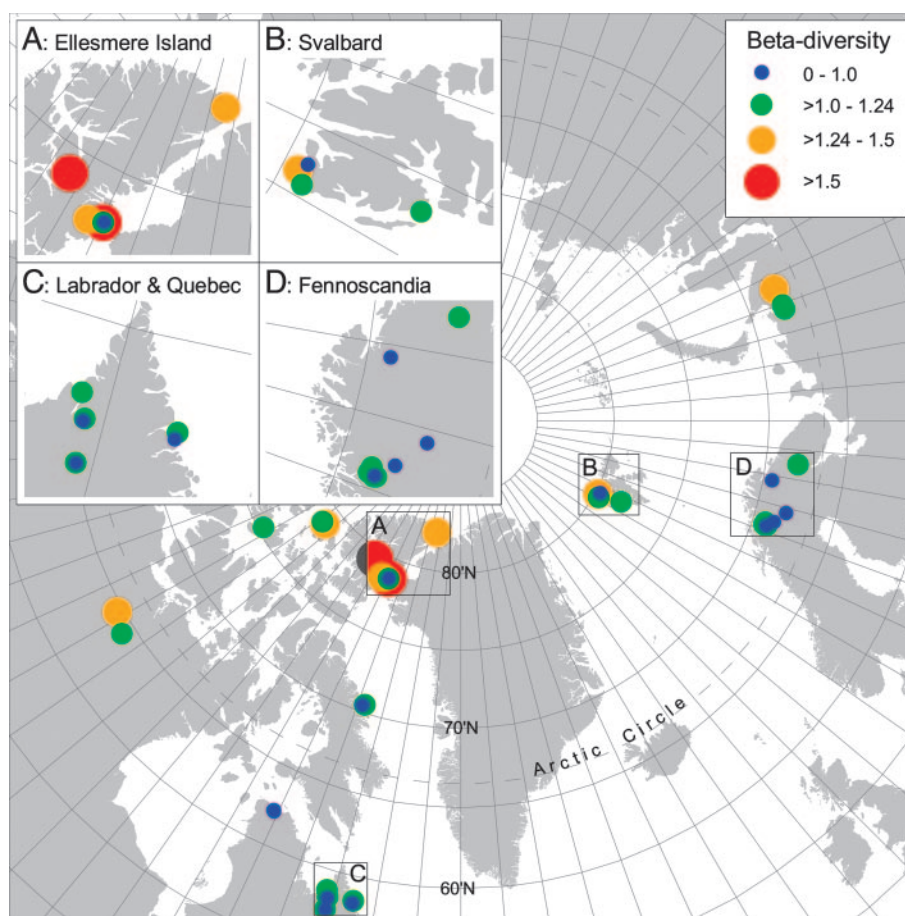 A: Ellesmere Island
B: Svalbard
Beta-diversity
0 - 1.0
>1.0 - 1.24
>1.24 - 1.5
>1.5
C: Labrador & Quebec
D: Fennoscandia
B
D
A
80'N
70'N
Arctic Circle
C
60'N